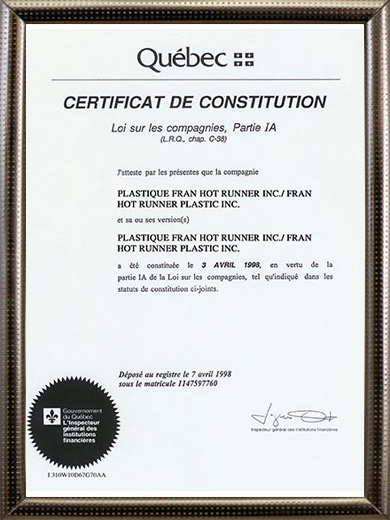 Québec
CERTIFICAT DE CONSTITUTION
Loi sur les compagnies, Partie IA
(L.R.Q., chap. C-38)
J'atteste par les présentes que la compagnie
PLASTIQUE FRAN HOT RUNNER INC./ FRAN
HOT RUNNER PLASTIC INC.
et sa ou ses version(s)
PLASTIQUE FRAN HOT RUNNER INC./ FRAN
HOT RUNNER PLASTIC INC.
a été constituée le 3 AVRIL 1998, en vertu de la
partie IA de la Loi sur les compagnies, tel qu'indiqué dans les
statuts de constitution ci-joints.
Déposé au registre le 7 avril 1998
sous le matricule 1147597760
Gouvernement
du Québec
L'Inspecteur
général des
institutions
financières
Inspecteur général des institutions financières
1310W10D67G70AA